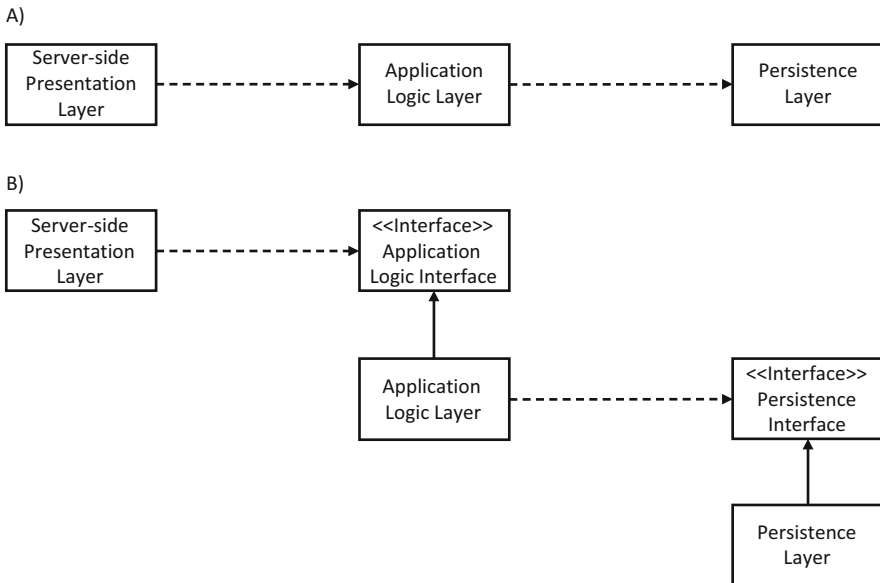 A)
Server-side
Presentation
Layer
Application
Logic Layer
Persistence
Layer
B)
Server-side
Presentation
Layer
<<Interface>>
Application
Logic Interface
Application
Logic Layer
<<Interface>>
Persistence
Interface
Persistence
Layer